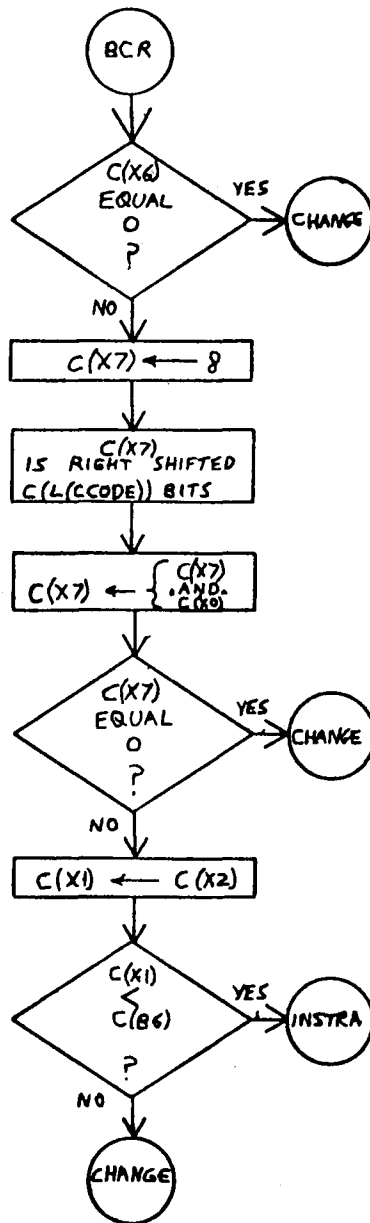 BCR
C(X6)
EQUAL
0
?
YES
CHANGE
NO
C(X7) ← 8
C(X7)
IS RIGHT SHIFTED
C(L(CCODE)) BITS
C(X7) ← { C(X7)
.AND.
C(X0)
C(X7)
EQUAL
0
?
YES
CHANGE
NO
C(X1) ← C(X2)
C(X1)
<
C(B6)
?
YES
INSTRA
NO
CHANGE